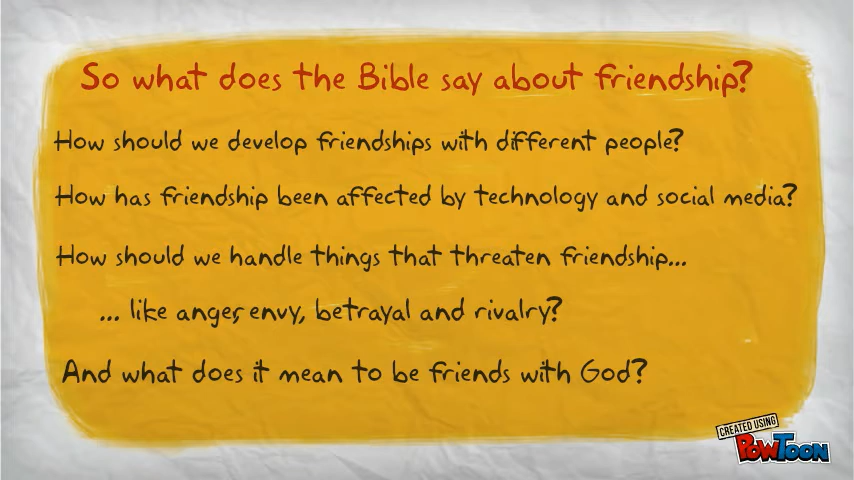 So what does the Bible say about friendship?
How should we develop friendships with different people?
How has friendship been affected by technology and social media?
How should we handle things that threaten friendship...
... like anger, envy, betrayal and rivalry?
And what does it mean to be friends with God?
CREATED USING
POWTOON